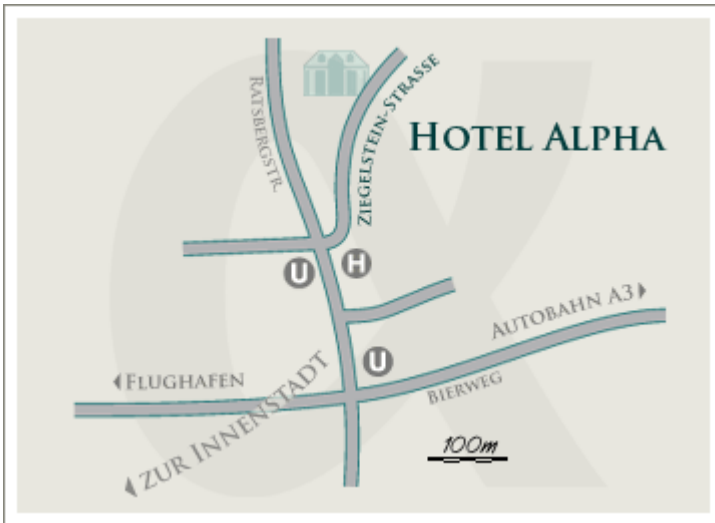 RATSBERGSTR.
ZIEGELSTEIN-STRASSE
HOTEL ALPHA
U
H
AUTOBAHN A3
U
FLUGHAFEN
BIERWEG
ZUR INNENSTADT
100m